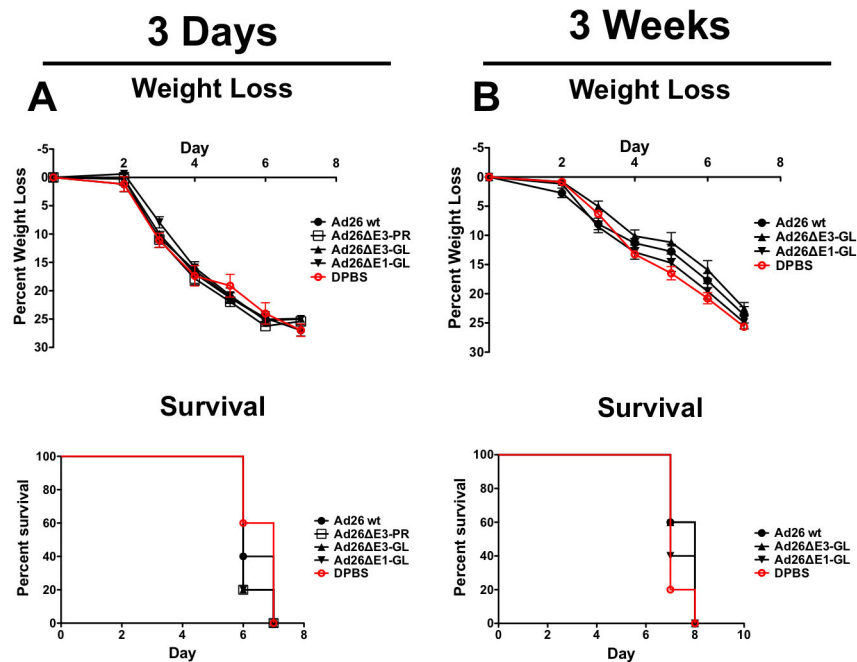 3 Days
3 Weeks
A
Weight Loss
B
Weight Loss
Day
-5
2
4
6
8
0
5
10
15
20
25
30
Percent Weight Loss
Ad26 wt
Ad26ΔE3-PR
Ad26ΔE3-GL
Ad26ΔE1-GL
DPBS
Day
-5
2
4
6
8
0
5
10
15
20
25
30
Percent Weight Loss
Ad26 wt
Ad26ΔE3-GL
Ad26ΔE1-GL
DPBS
Survival
100
80
60
40
20
0
Percent survival
0
2
4
6
8
Day
Ad26 wt
Ad26ΔE3-PR
Ad26ΔE3-GL
Ad26ΔE1-GL
DPBS
Survival
100
80
60
40
20
0
Percent survival
0
2
4
6
8
10
Day
Ad26 wt
Ad26ΔE3-GL
Ad26ΔE1-GL
DPBS